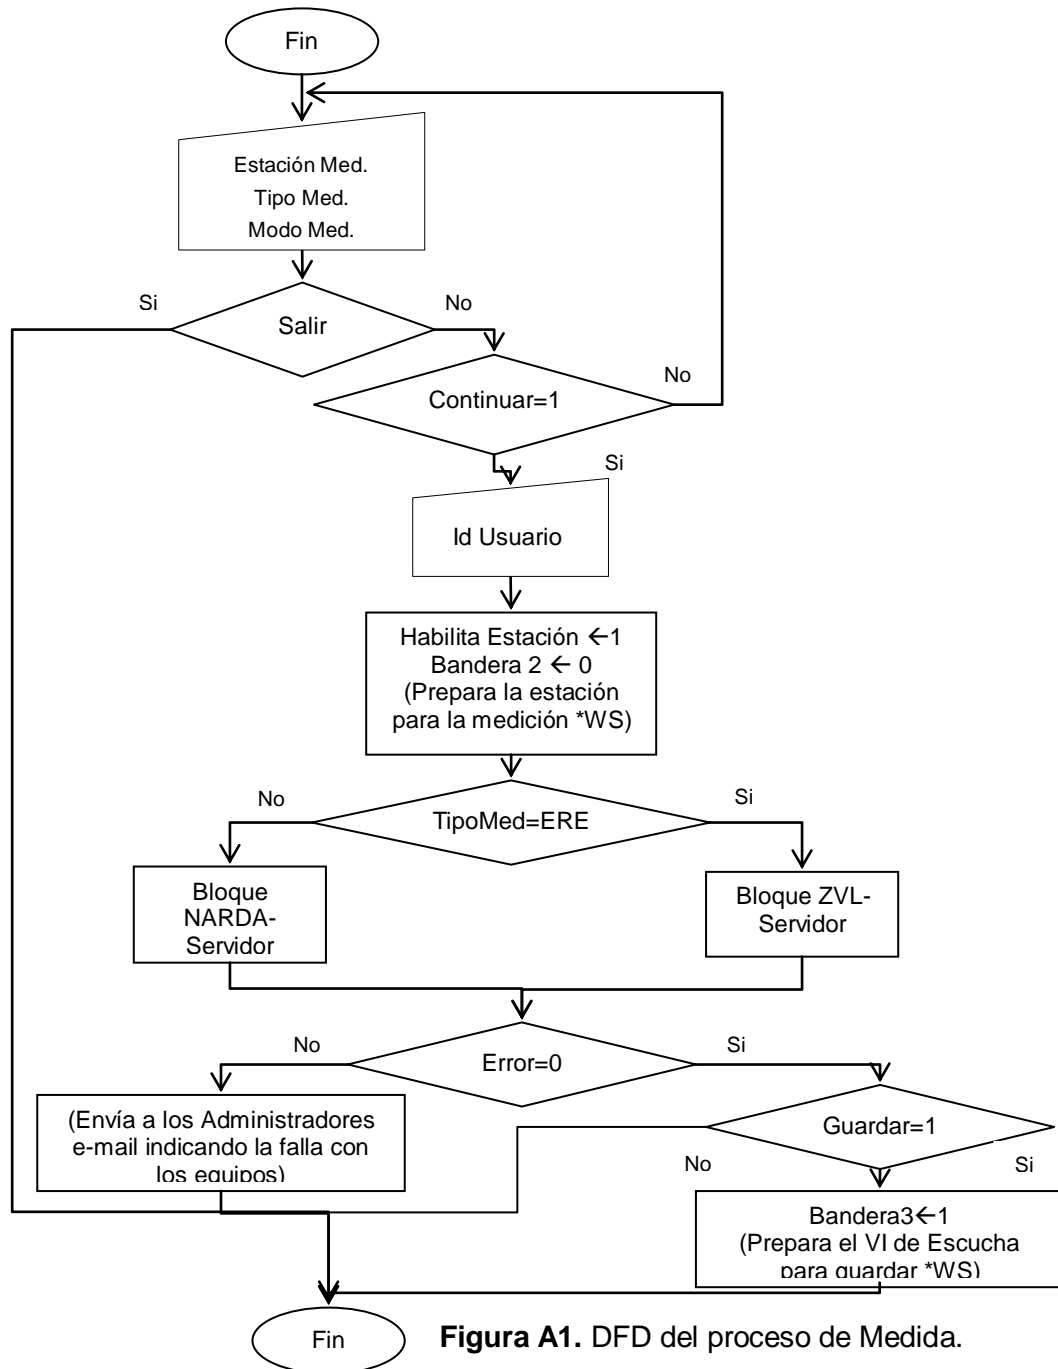 Fin
Estación Med.
Tipo Med.
Modo Med.
Si
No
Salir
No
Continuar=1
Si
Id Usuario
Habilita Estación ←1
Bandera 2 ← 0
(Prepara la estación
para la medición *WS)
No
Si
TipoMed=ERE
Bloque
NARDA-
Servidor
Bloque ZVL-
Servidor
No
Si
Error=0
(Envía a los Administradores
e-mail indicando la falla con
los equipos)
Guardar=1
No
Si
Bandera3←1
(Prepara el VI de Escucha
para guardar *WS)
Fin
Figura A1. DFD del proceso de Medida.